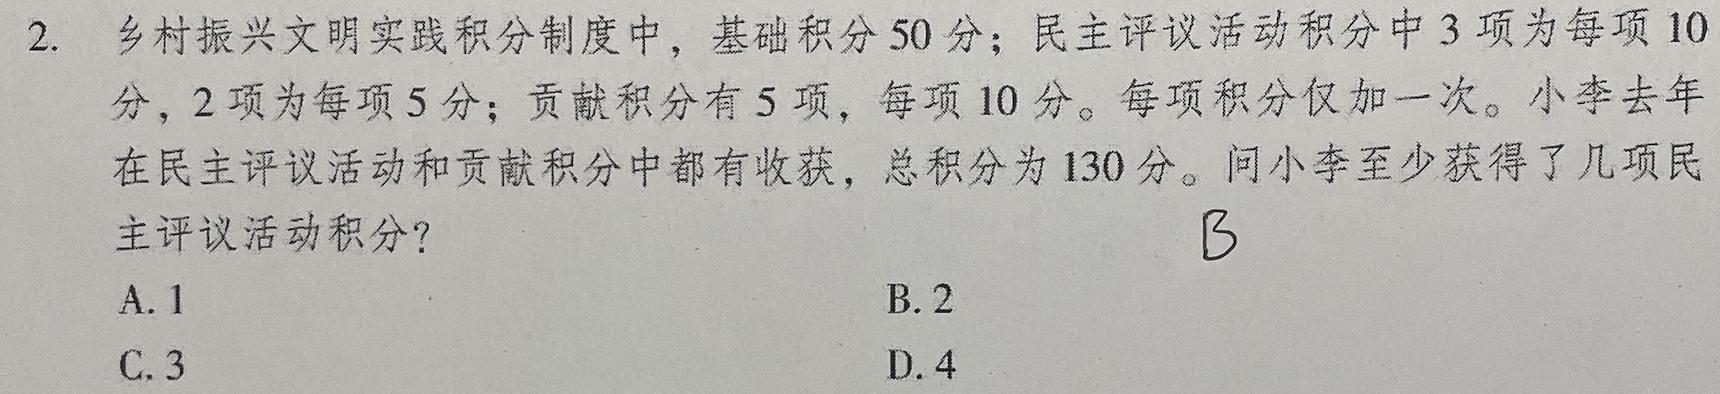 2. 乡村振兴文明实践积分制度中，基础积分 50 分；民主评议活动积分中 3 项为每项 10
分，2 项为每项 5 分；贡献积分有 5 项，每项 10 分。每项积分仅加一次。小李去年
在民主评议活动和贡献积分中都有收获，总积分为 130 分。问小李至少获得了几项民
主评议活动积分？
B
A. 1 B. 2
C. 3 D. 4